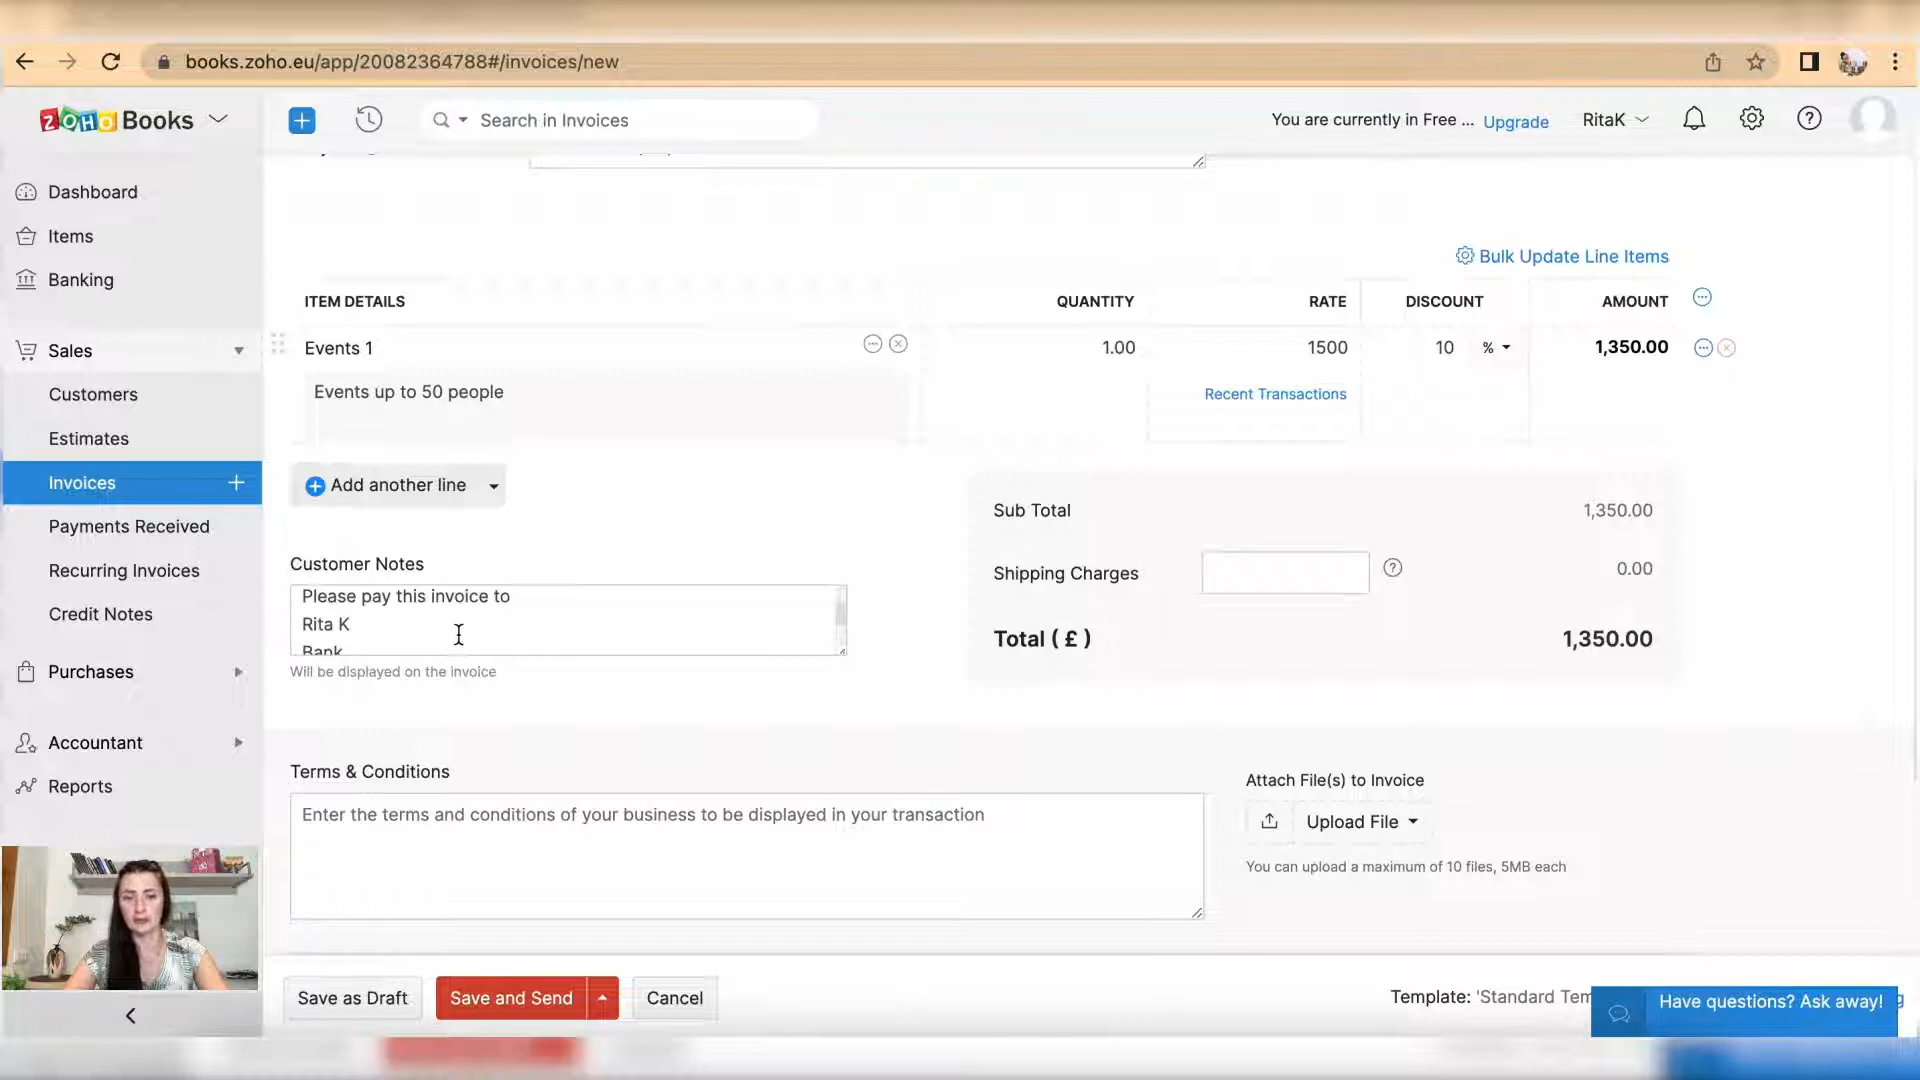 books.zoho.eu/app/20082364788#/invoices/new
ZOHO Books
Search in Invoices
You are currently in Free ... Upgrade
RitaK
Dashboard
Items
Banking
Sales
Customers
Estimates
Invoices
Payments Received
Recurring Invoices
Credit Notes
Purchases
Accountant
Reports
Bulk Update Line Items
ITEM DETAILS QUANTITY RATE DISCOUNT AMOUNT
Events 1 1.00 1500 10 % 1,350.00
Events up to 50 people
Recent Transactions
Add another line
Sub Total 1,350.00
Customer Notes
Shipping Charges 0.00
Please pay this invoice to
Rita K
Bank
Total ( £ ) 1,350.00
Will be displayed on the invoice
Terms & Conditions
Enter the terms and conditions of your business to be displayed in your transaction
Attach File(s) to Invoice
Upload File
You can upload a maximum of 10 files, 5MB each
Save as Draft
Save and Send
Cancel
Template: 'Standard Tem
Have questions? Ask away!